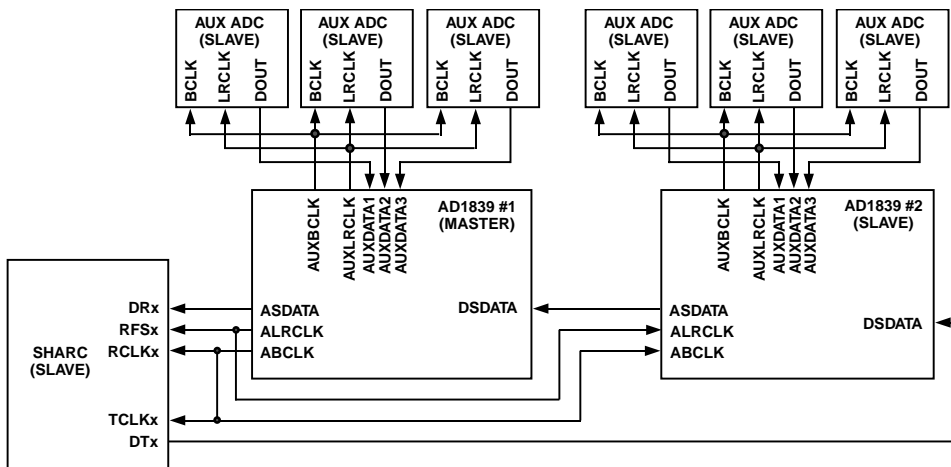 AUX ADC
(SLAVE)
BCLK
LRCLK
DOUT
AUX ADC
(SLAVE)
BCLK
LRCLK
DOUT
AUX ADC
(SLAVE)
BCLK
LRCLK
DOUT
AUX ADC
(SLAVE)
BCLK
LRCLK
DOUT
AUX ADC
(SLAVE)
BCLK
LRCLK
DOUT
AUX ADC
(SLAVE)
BCLK
LRCLK
DOUT
AUXBCLK
AUXLRCLK
AUXDATA1
AUXDATA2
AUXDATA3
AD1839 #1
(MASTER)
ASDATA
ALRCLK
ABCLK
DSDATA
AUXBCLK
AUXLRCLK
AUXDATA1
AUXDATA2
AUXDATA3
AD1839 #2
(SLAVE)
ASDATA
ALRCLK
ABCLK
DSDATA
SHARC
(SLAVE)
DRx
RFSx
RCLKx
TCLKx
DTx